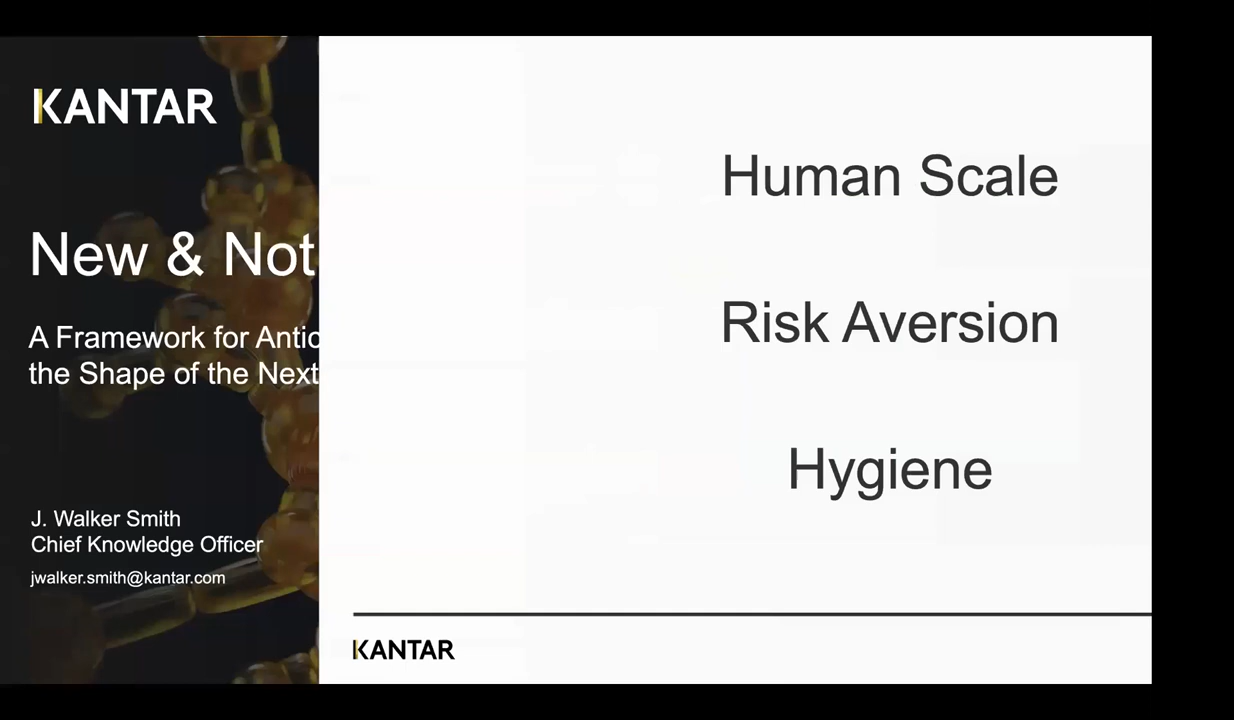 KANTAR
New & Not
A Framework for Antic
the Shape of the Next
J. Walker Smith
Chief Knowledge Officer
jwalker.smith@kantar.com
Human Scale
Risk Aversion
Hygiene
KANTAR